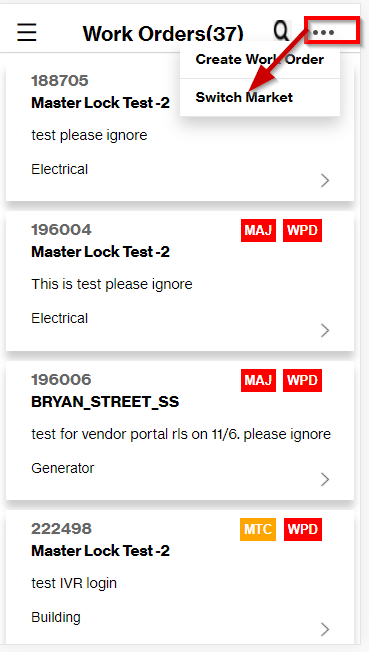 Work Orders(37)
Create Work Order
Switch Market
188705
Master Lock Test -2
test please ignore
Electrical
196004 MAJ WPD
Master Lock Test -2
This is test please ignore
Electrical
196006 MAJ WPD
BRYAN_STREET_SS
test for vendor portal rls on 11/6. please ignore
Generator
222498 MTC WPD
Master Lock Test -2
test IVR login
Building